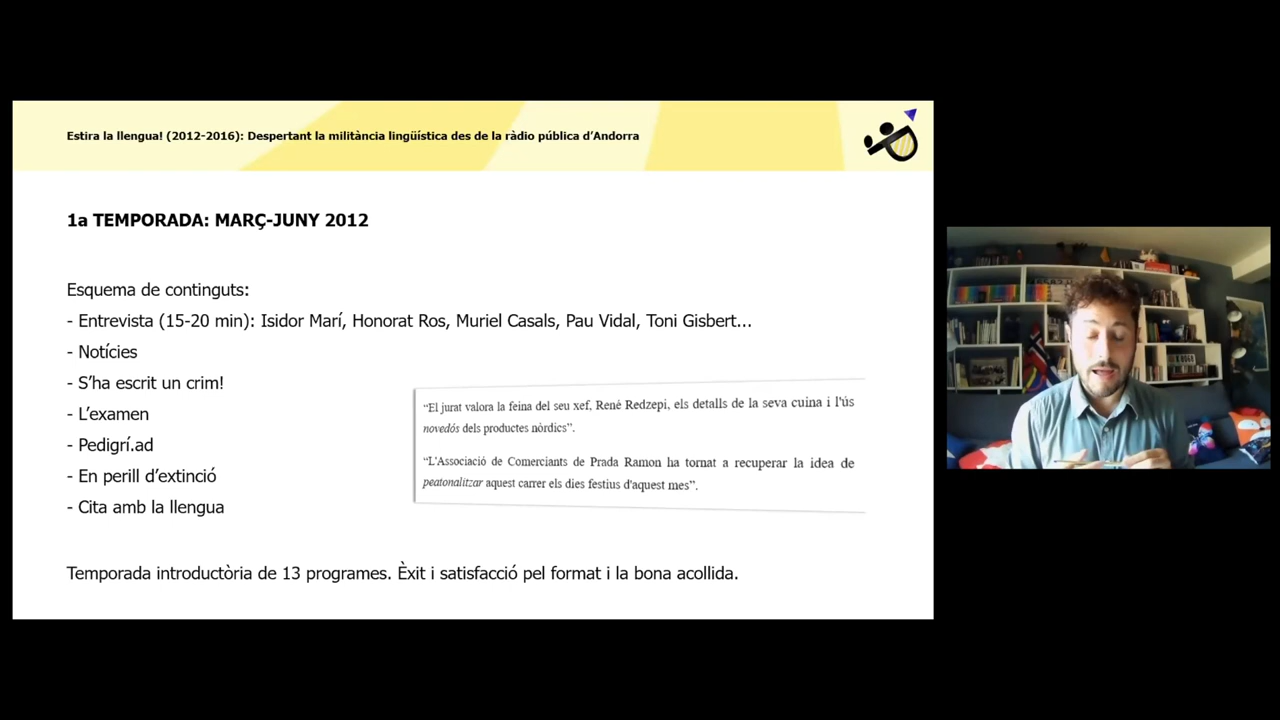 Estira la llengua! (2012-2016): Despertant la militància lingüística des de la ràdio pública d’Andorra
1a TEMPORADA: MARÇ-JUNY 2012
Esquema de continguts:
- Entrevista (15-20 min): Isidor Marí, Honorat Ros, Muriel Casals, Pau Vidal, Toni Gisbert...
- Notícies
- S’ha escrit un crim!
- L’examen
- Pedigrí.ad
- En perill d’extinció
- Cita amb la llengua
“El jurat valora la feina del seu xef, René Redzepi, els detalls de la seva cuina i l'ús
novedós dels productes nòrdics”.
“L'Associació de Comerciants de Prada Ramon ha tornat a recuperar la idea de
peatonalitzar aquest carrer els dies festius d'aquest mes”.
Temporada introductòria de 13 programes. Èxit i satisfacció pel format i la bona acollida.